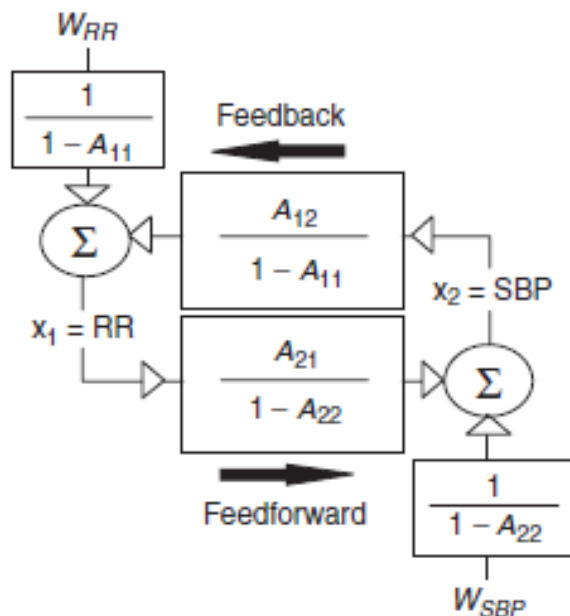 W_RR
1
1 − A_11
Feedback
Σ
A_12
1 − A_11
x_2 = SBP
x_1 = RR
A_21
1 − A_22
Σ
Feedforward
1
1 − A_22
W_SBP